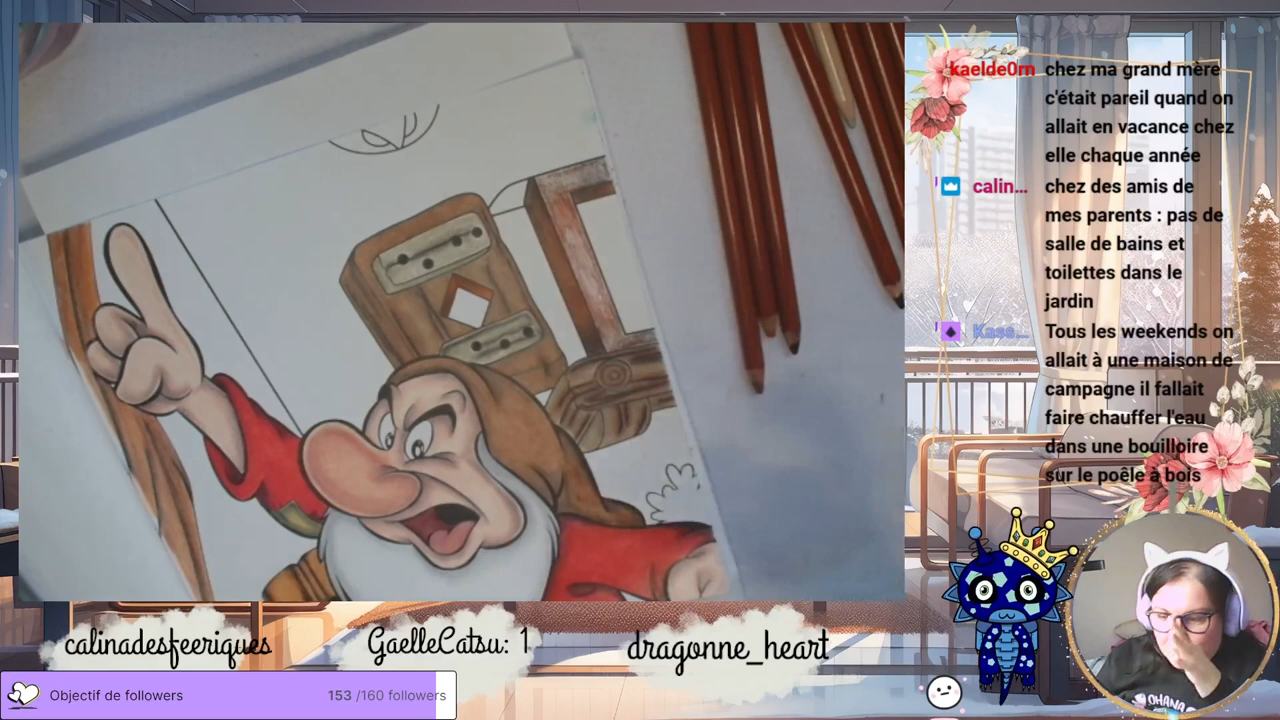 kaelde0rn chez ma grand mère
c'était pareil quand on
allait en vacance chez
elle chaque année
calin... chez des amis de
mes parents : pas de
salle de bains et
toilettes dans le
jardin
Kass... Tous les weekends on
allait à une maison de
campagne il fallait
faire chauffer l'eau
dans une bouilloire
sur le poêle à bois
calinadesfeeriques
GaelleCatsu: 1
dragonne_heart
Objectif de followers
153 /160 followers
OHANA